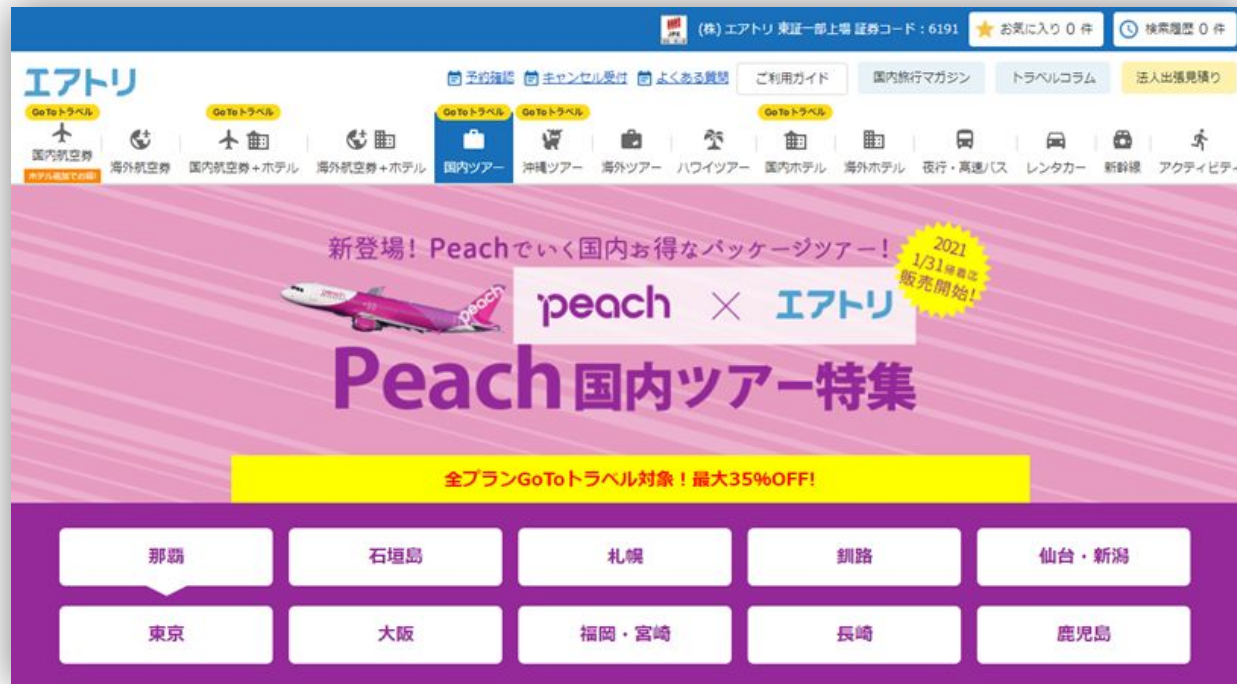 JPX
(株) エアトリ 東証一部上場 証券コード：6191
お気に入り 0 件
検索履歴 0 件
エアトリ
予約確認
キャンセル受付
よくある質問
ご利用ガイド
国内旅行マガジン
トラベルコラム
法人出張見積り
GoToトラベル
国内航空券
ホテル追加でお得!
海外航空券
GoToトラベル
国内航空券+ホテル
海外航空券+ホテル
GoToトラベル
国内ツアー
GoToトラベル
沖縄ツアー
海外ツアー
ハワイツアー
GoToトラベル
国内ホテル
海外ホテル
夜行・高速バス
レンタカー
新幹線
アクティビティ
新登場! Peachでいく国内お得なパッケージツアー!
2021
1/31帰着迄
販売開始!
peach
peach
peach × エアトリ
Peach国内ツアー特集
全プランGoToトラベル対象！最大35%OFF!
那覇
石垣島
札幌
釧路
仙台・新潟
東京
大阪
福岡・宮崎
長崎
鹿児島